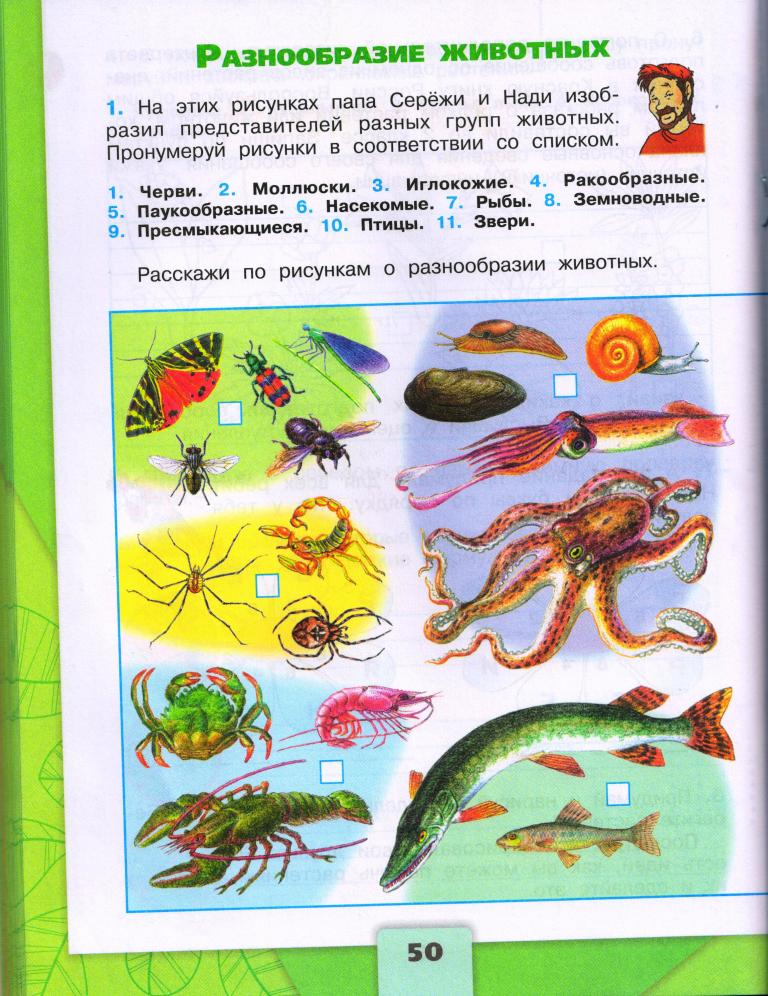 РАЗНООБРАЗИЕ ЖИВОТНЫХ
1. На этих рисунках папа Серёжи и Нади изоб-
разил представителей разных групп животных.
Пронумеруй рисунки в соответствии со списком.
1. Черви. 2. Моллюски. 3. Иглокожие. 4. Ракообразные.
5. Паукообразные. 6. Насекомые. 7. Рыбы. 8. Земноводные.
9. Пресмыкающиеся. 10. Птицы. 11. Звери.
Расскажи по рисункам о разнообразии животных.
50